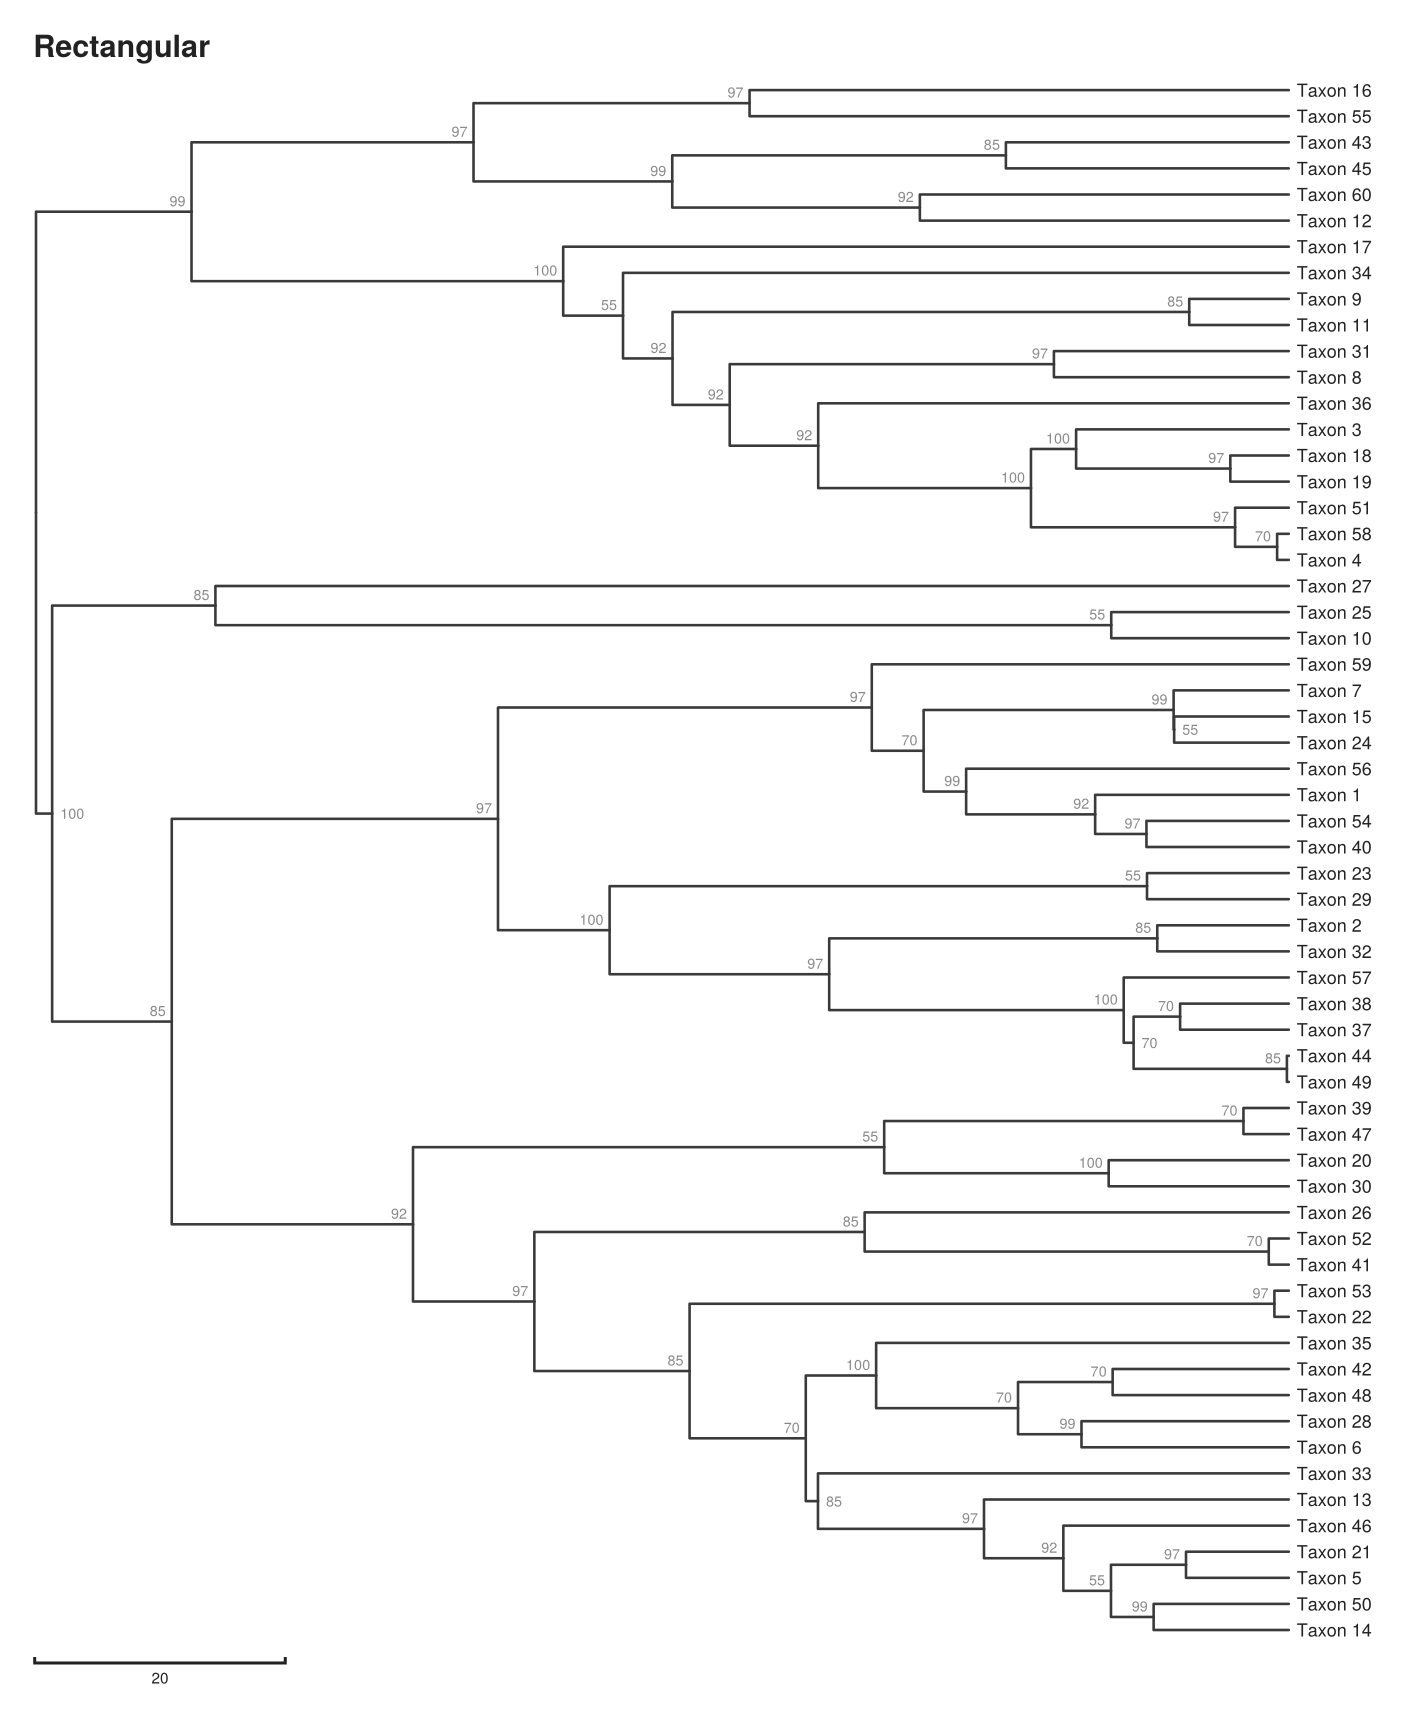 Rectangular
97 Taxon 16
Taxon 55
97
85 Taxon 43
99
Taxon 45
92 Taxon 60
99
Taxon 12
Taxon 17
100 Taxon 34
55
85 Taxon 9
Taxon 11
92
97 Taxon 31
Taxon 8
92
Taxon 36
92
100 Taxon 3
97 Taxon 18
100
Taxon 19
97 Taxon 51
70 Taxon 58
Taxon 4
85 Taxon 27
55 Taxon 25
Taxon 10
Taxon 59
97
99 Taxon 7
Taxon 15
55
70
Taxon 24
99 Taxon 56
92 Taxon 1
97
100
97 Taxon 54
Taxon 40
55 Taxon 23
Taxon 29
100
85 Taxon 2
Taxon 32
97
Taxon 57
100
70 Taxon 38
85
Taxon 37
70
85 Taxon 44
Taxon 49
70 Taxon 39
55
Taxon 47
100 Taxon 20
Taxon 30
92
85 Taxon 26
70 Taxon 52
Taxon 41
97
97 Taxon 53
Taxon 22
Taxon 35
85
100
70 Taxon 42
70
Taxon 48
99 Taxon 28
70
Taxon 6
Taxon 33
85
Taxon 13
97
Taxon 46
92
97 Taxon 21
55
Taxon 5
99 Taxon 50
Taxon 14
20